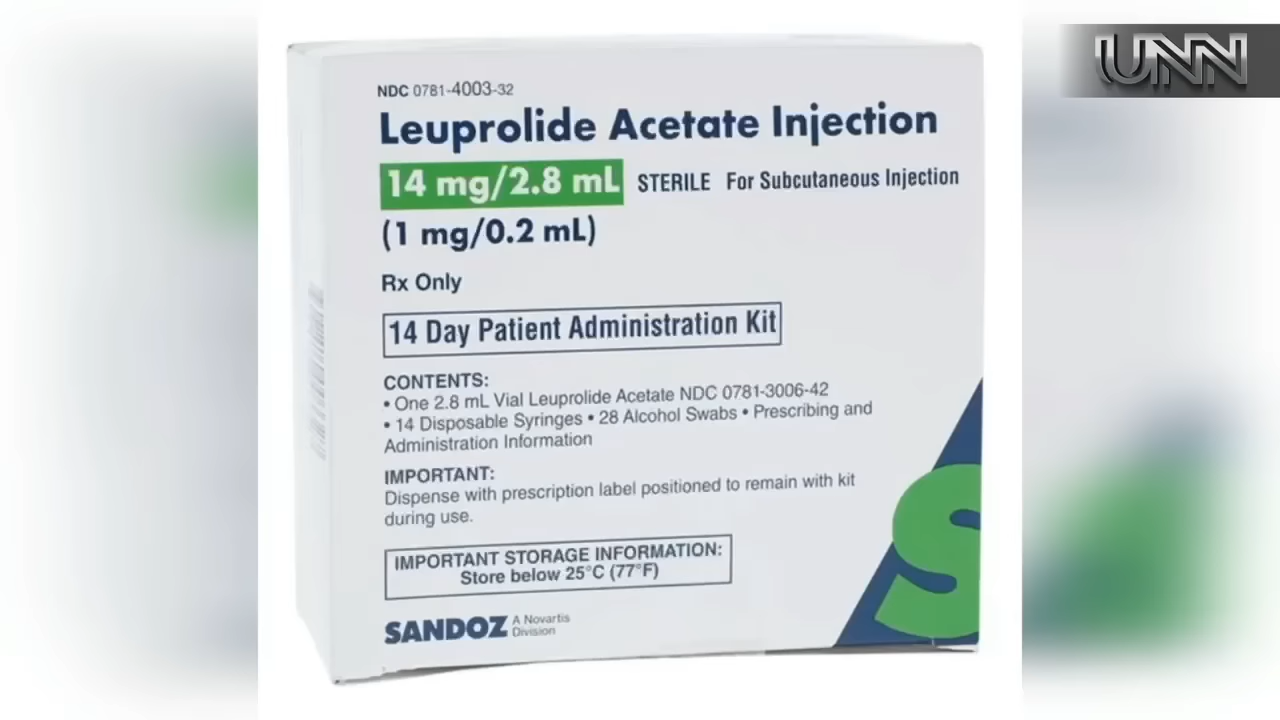 UNN
NDC 0781-4003-32
Leuprolide Acetate Injection
14 mg/2.8 mL STERILE For Subcutaneous Injection
(1 mg/0.2 mL)
Rx Only
14 Day Patient Administration Kit
CONTENTS:
• One 2.8 mL Vial Leuprolide Acetate NDC 0781-3006-42
• 14 Disposable Syringes • 28 Alcohol Swabs • Prescribing and
Administration Information
IMPORTANT:
Dispense with prescription label positioned to remain with kit
during use.
IMPORTANT STORAGE INFORMATION:
Store below 25°C (77°F)
SANDOZ A Novartis
Division
S